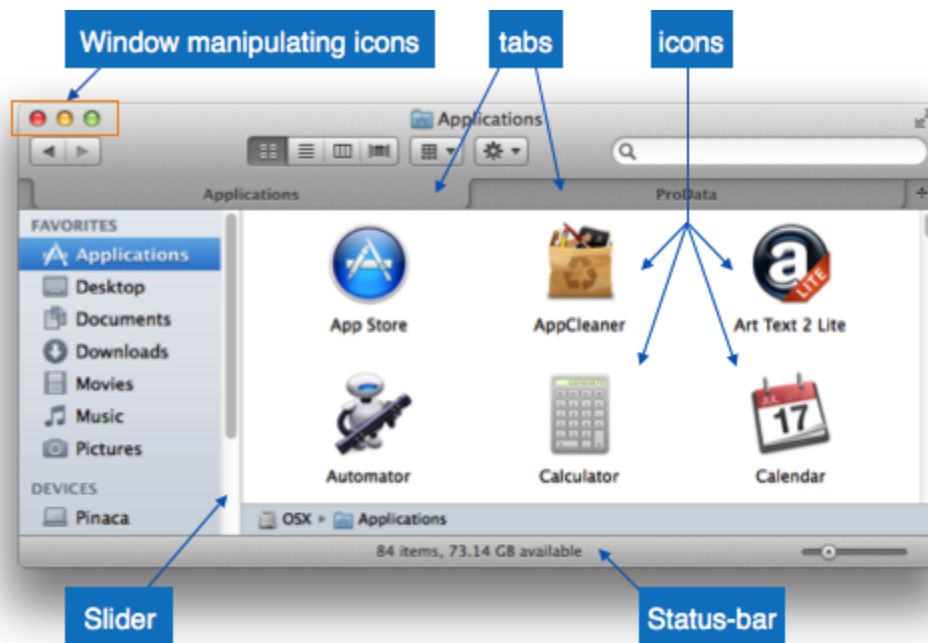 Window manipulating icons
tabs
icons
Applications
Applications
ProData
FAVORITES
Applications
Desktop
Documents
Downloads
Movies
Music
Pictures
DEVICES
Pinaca
App Store
AppCleaner
a
LITE
Art Text 2 Lite
Automator
Calculator
JUL
17
Calendar
OSX ▸ Applications
84 items, 73.14 GB available
Slider
Status-bar